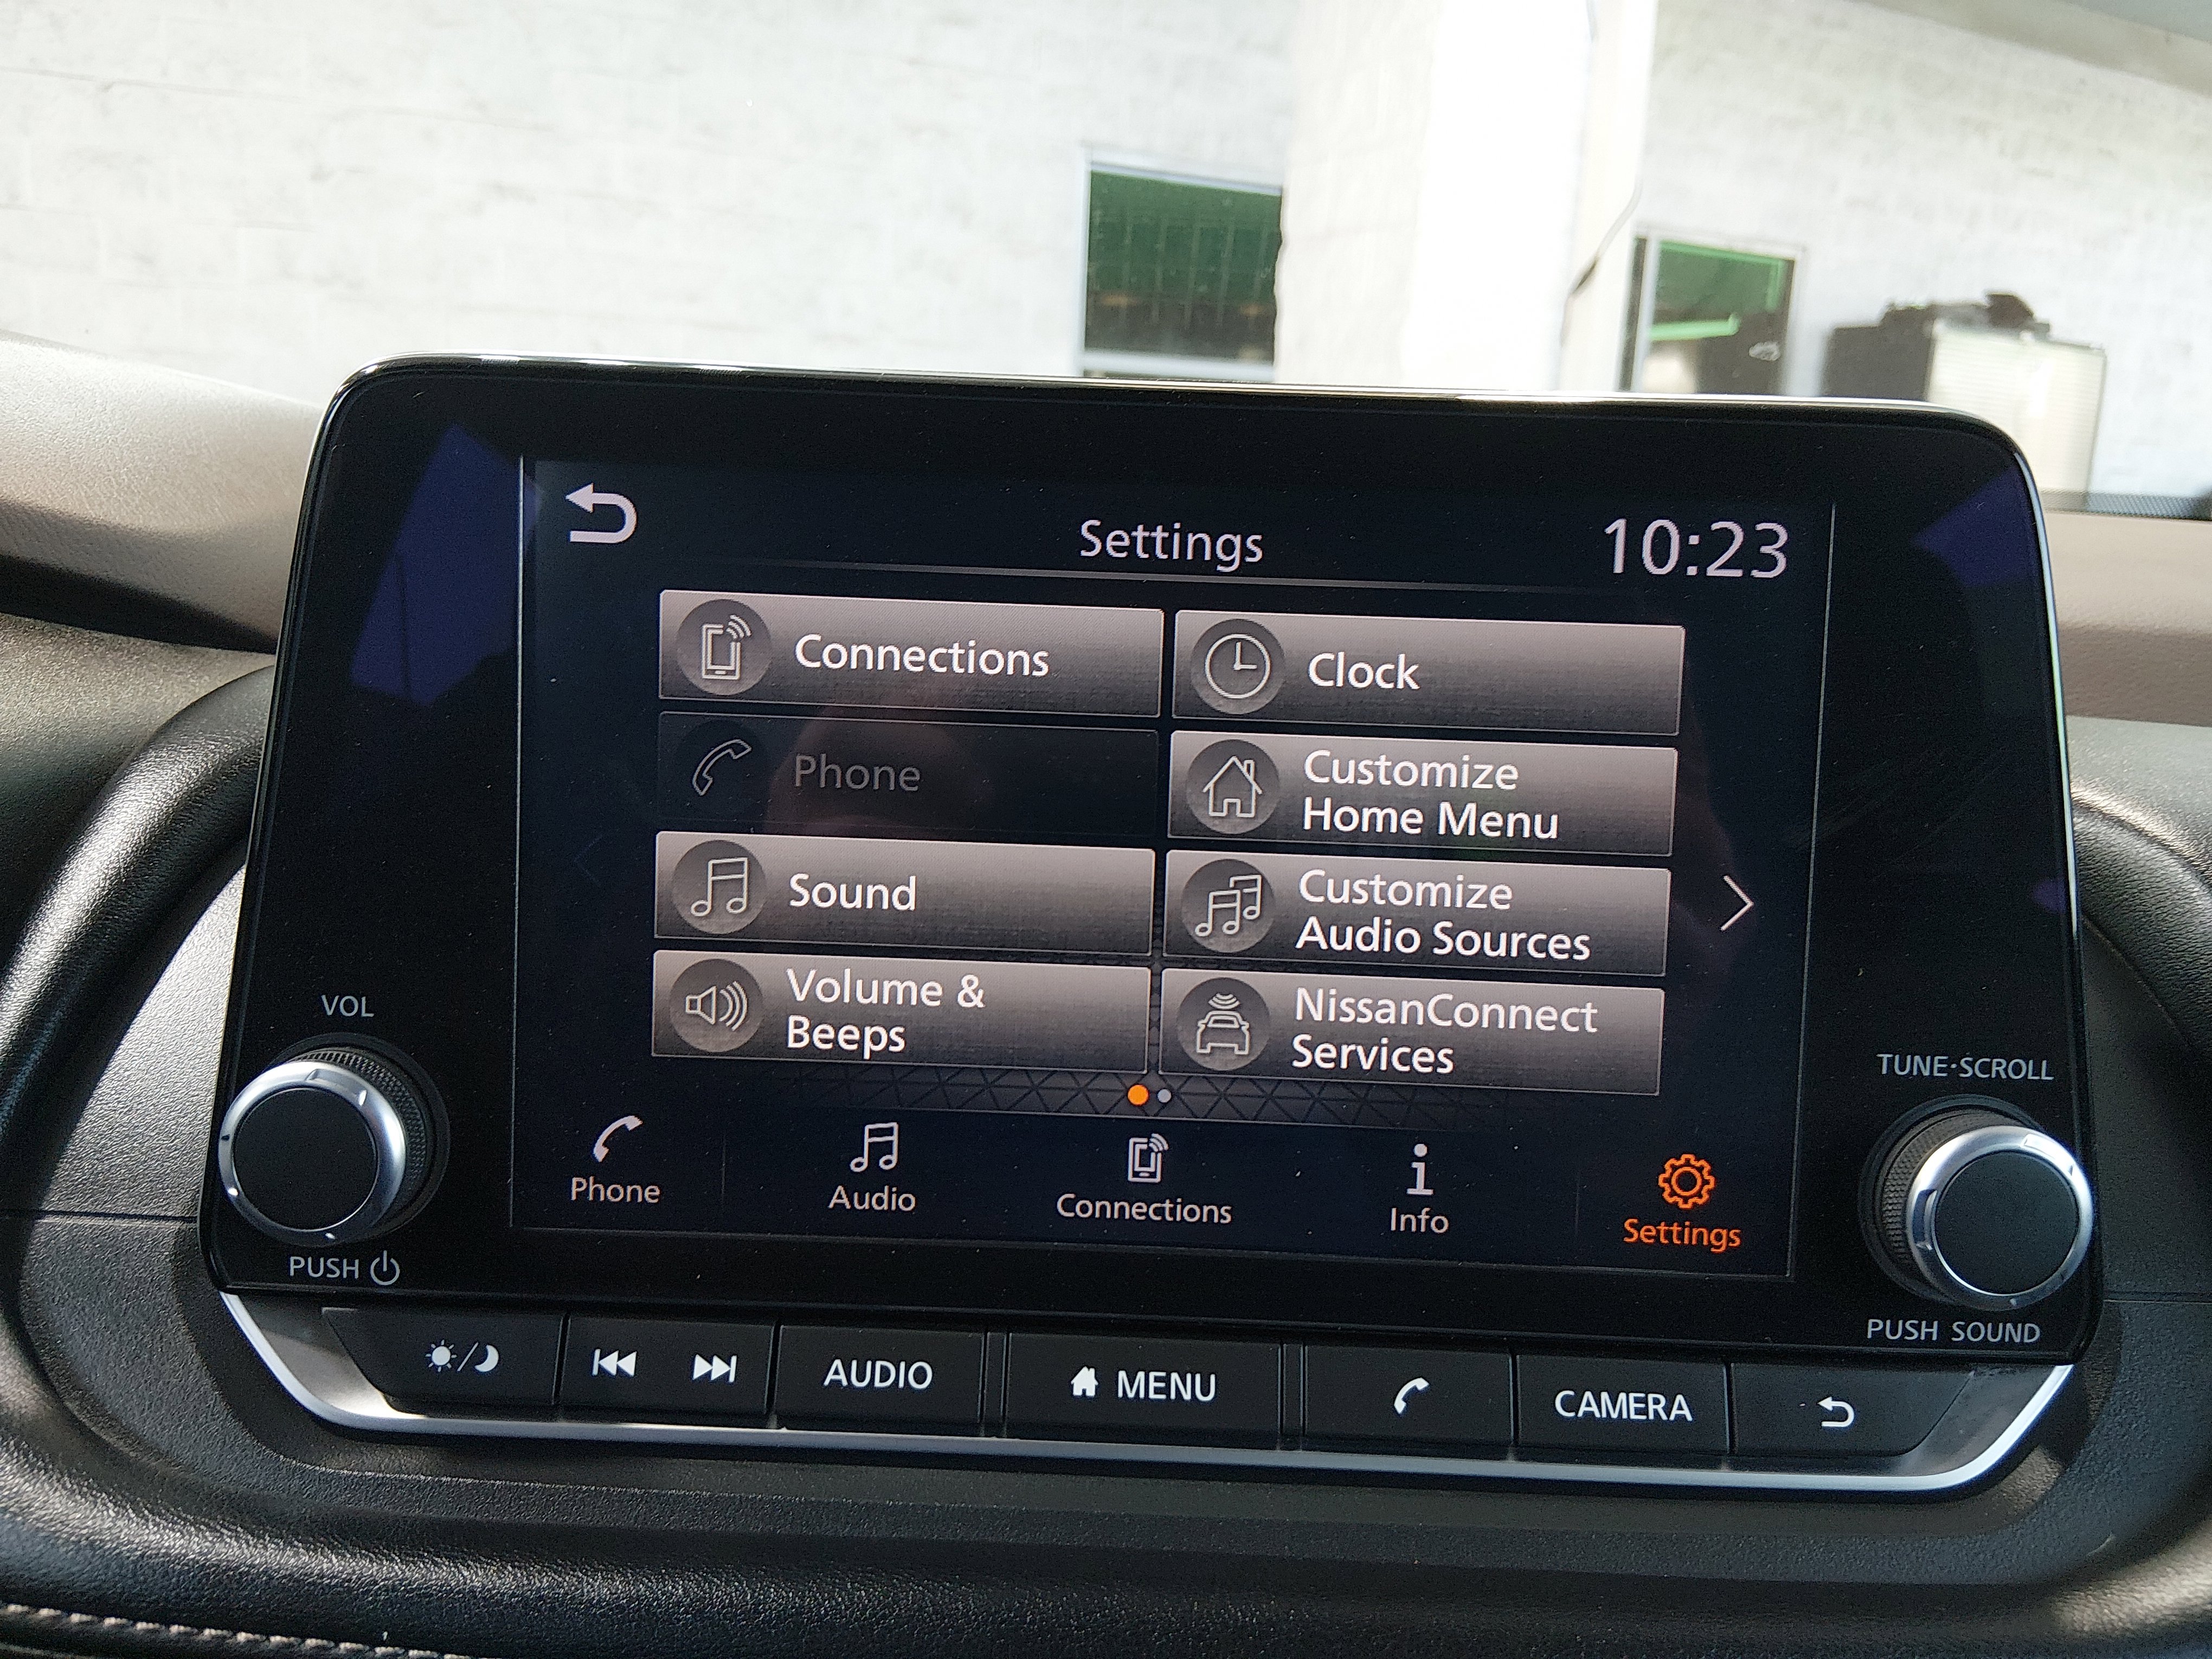 Settings
10:23
Connections
Clock
Phone
Customize
Home Menu
Sound
Customize
Audio Sources
Volume &
Beeps
NissanConnect
Services
VOL
TUNE·SCROLL
Phone
Audio
Connections
Info
Settings
PUSH
PUSH SOUND
AUDIO
MENU
CAMERA